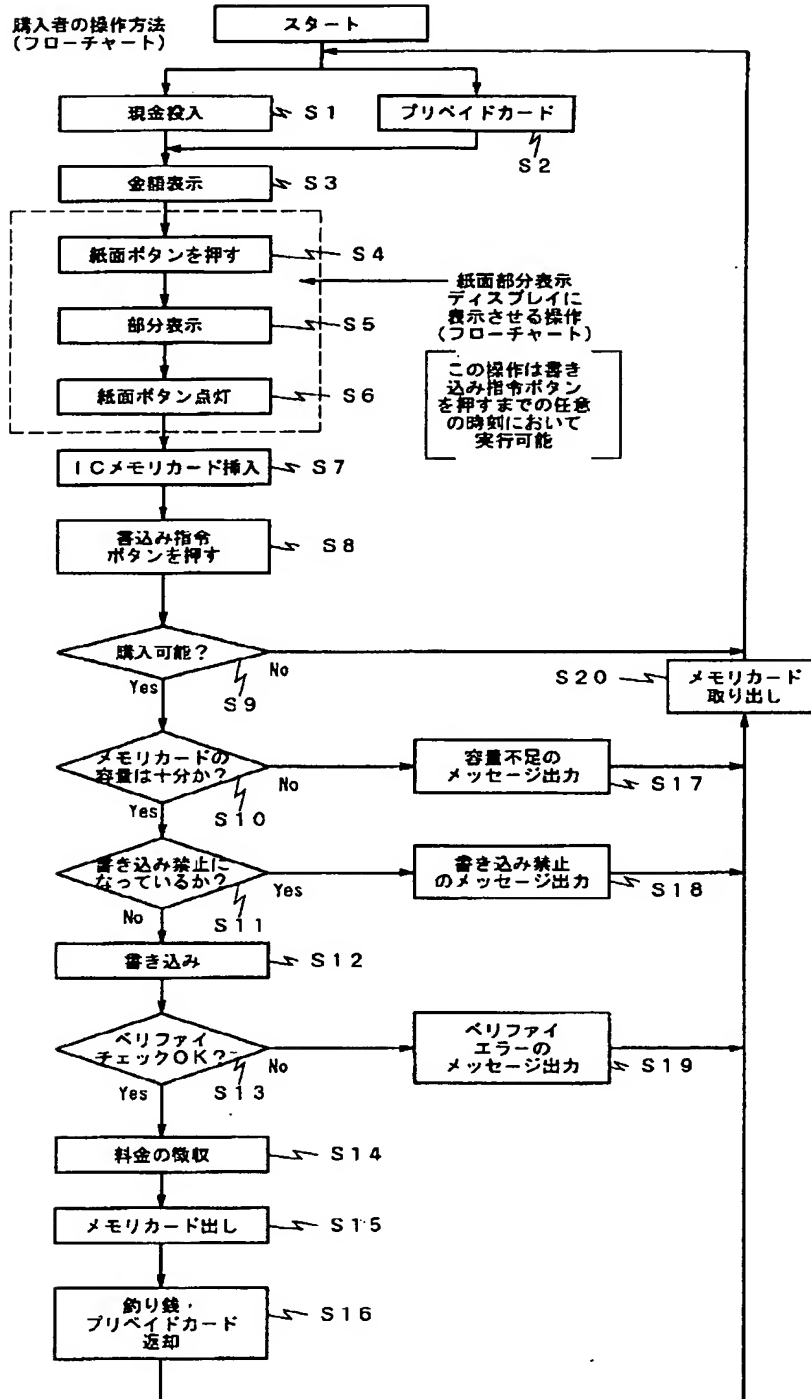 購入者の操作方法
(フローチャート)
スタート
現金投入
S1
プリペイドカード
S2
金額表示
S3
紙面ボタンを押す
S4
部分表示
S5
紙面ボタン点灯
S6
紙面部分表示
ディスプレイに
表示させる操作
(フローチャート)
この操作は書き
込み指令ボタン
を押すまでの任意
の時刻において
実行可能
ICメモリカード挿入
S7
書込み指令
ボタンを押す
S8
購入可能?
No
Yes
S9
S20
メモリカード
取り出し
メモリカードの
容量は十分か?
No
Yes
S10
容量不足の
メッセージ出力
S17
書き込み禁止に
なっているか?
Yes
No
S11
書き込み禁止
のメッセージ出力
S18
書き込み
S12
ベリファイ
チェックOK?
No
Yes
S13
ベリファイ
エラーの
メッセージ出力
S19
料金の徴収
S14
メモリカード出し
S15
釣り銭・
プリペイドカード
返却
S16